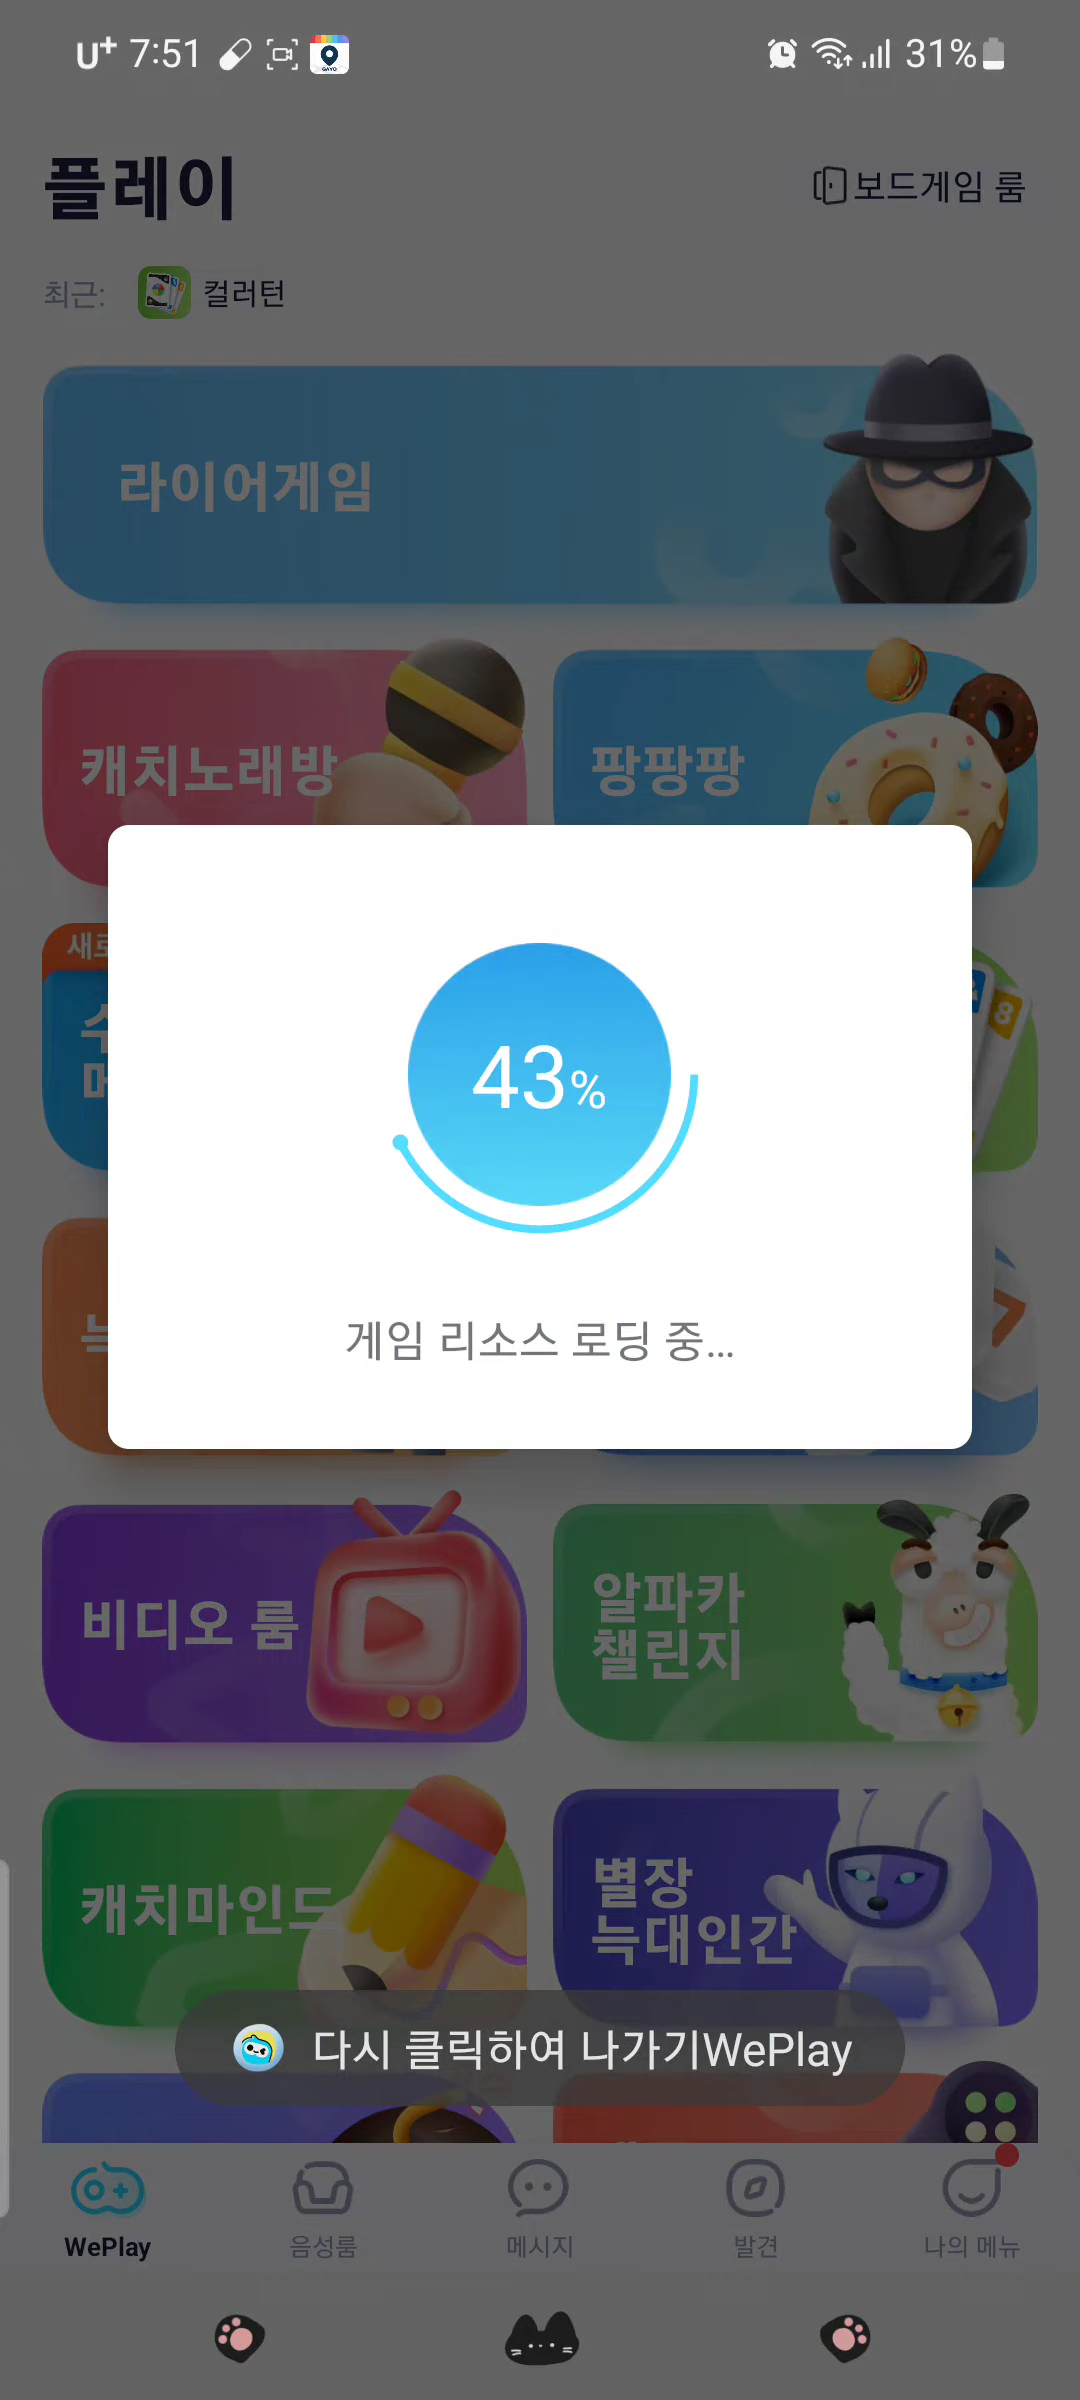 U+ 7:51
31%
플레이
보드게임 룸
최근: 컬러턴
라이어게임
캐치노래방
팡팡팡
8
43%
게임 리소스 로딩 중...
비디오 룸
알파카
챌린지
캐치마인드
별장
늑대인간
다시 클릭하여 나가기WePlay
WePlay
음성룸
메시지
발견
나의 메뉴